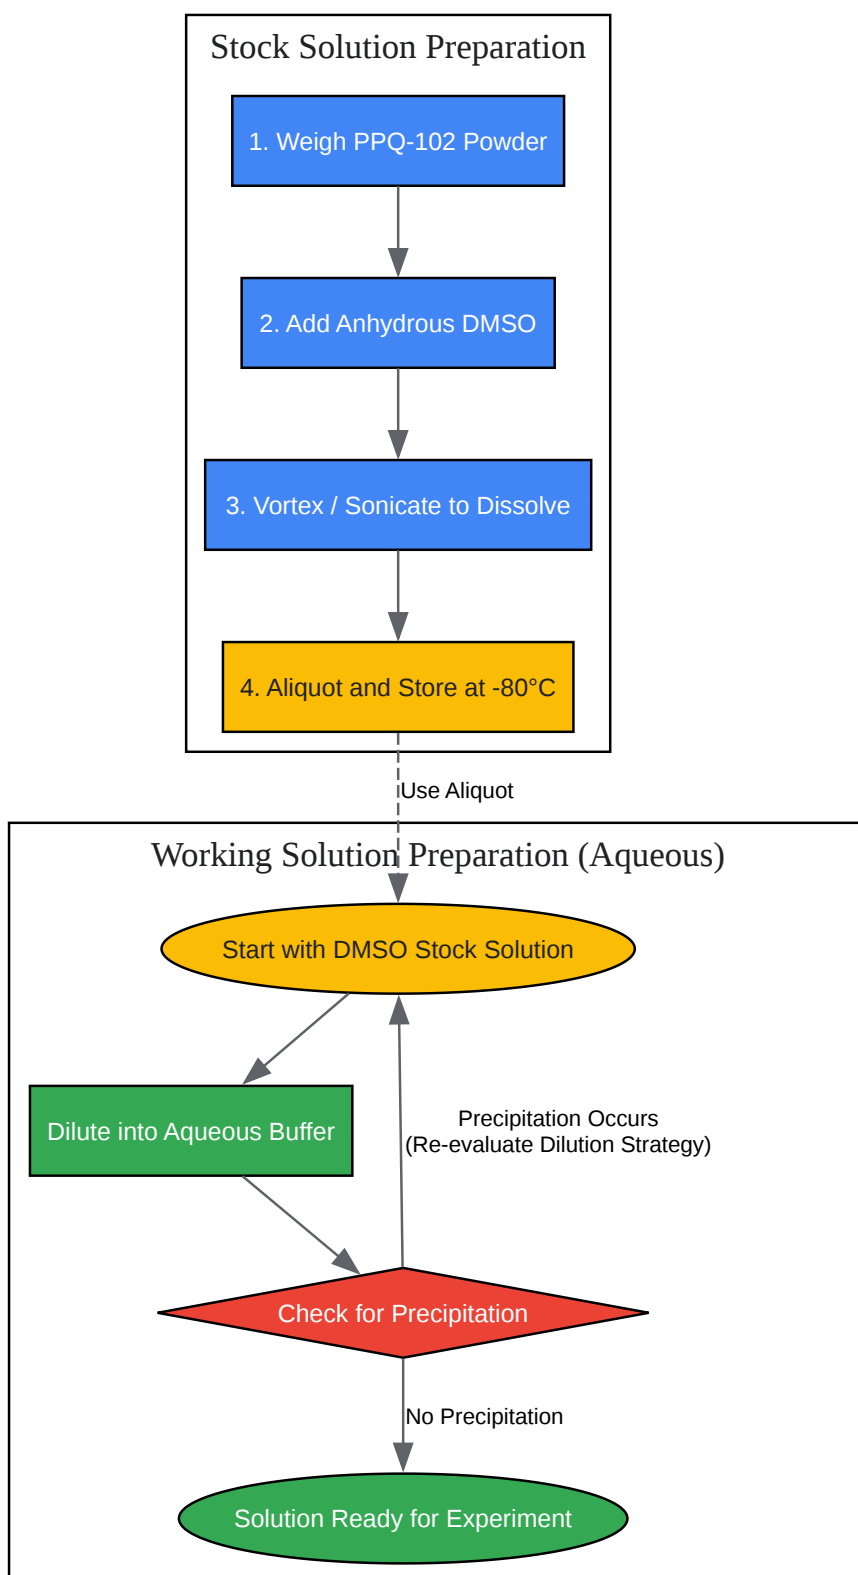 Stock Solution Preparation
1. Weigh PPQ-102 Powder
2. Add Anhydrous DMSO
3. Vortex / Sonicate to Dissolve
4. Aliquot and Store at -80°C
Use Aliquot
Working Solution Preparation (Aqueous)
Start with DMSO Stock Solution
Dilute into Aqueous Buffer
Precipitation Occurs
(Re-evaluate Dilution Strategy)
Check for Precipitation
No Precipitation
Solution Ready for Experiment